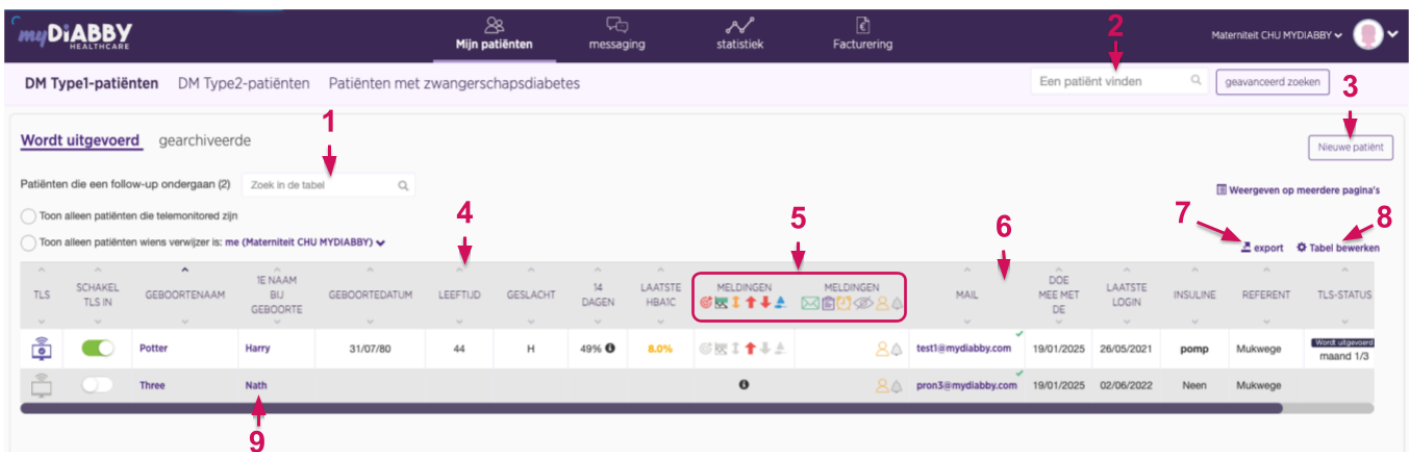 myDiABBY
HEALTHCARE
Mijn patiënten
messaging
statistiek
Facturering
2
Materniteit CHU MYDIABBY
DM Type1-patiënten DM Type2-patiënten Patiënten met zwangerschapsdiabetes
Een patiënt vinden
geavanceerd zoeken
3
Wordt uitgevoerd gearchiveerde
1
Nieuwe patiënt
Patiënten die een follow-up ondergaan (2) Zoek in de tabel
Weergeven op meerdere pagina's
Toon alleen patiënten die telemonitored zijn
4
5
6
7
8
Toon alleen patiënten wiens verwijzer is: me (Materniteit CHU MYDIABBY)
export Tabel bewerken
TLS
SCHAKEL
TLS IN
GEBOORTENAAM
1E NAAM
BIJ
GEBOORTE
GEBOORTEDATUM
LEEFTIJD
GESLACHT
14
DAGEN
LAATSTE
HBA1C
MELDINGEN
MELDINGEN
MAIL
DOE
MEE MET
DE
LAATSTE
LOGIN
INSULINE
REFERENT
TLS-STATUS
Potter Harry 31/07/80 44 H 49% 8.0% test1@mydiabby.com 19/01/2025 26/05/2021 pomp Mukwege
Wordt uitgevoerd
maand 1/3
Three Nath pron3@mydiabby.com 19/01/2025 02/06/2022 Neen Mukwege
9